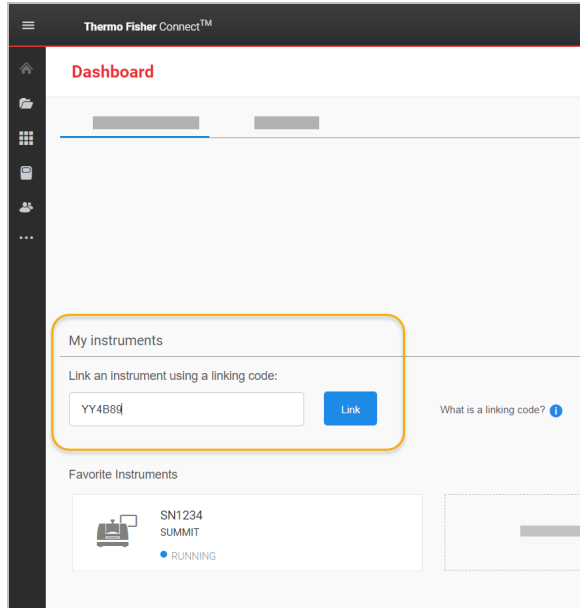 Thermo Fisher Connect™
Dashboard
My instruments
Link an instrument using a linking code:
YY4B89
Link
What is a linking code?
Favorite Instruments
SN1234
SUMMIT
RUNNING